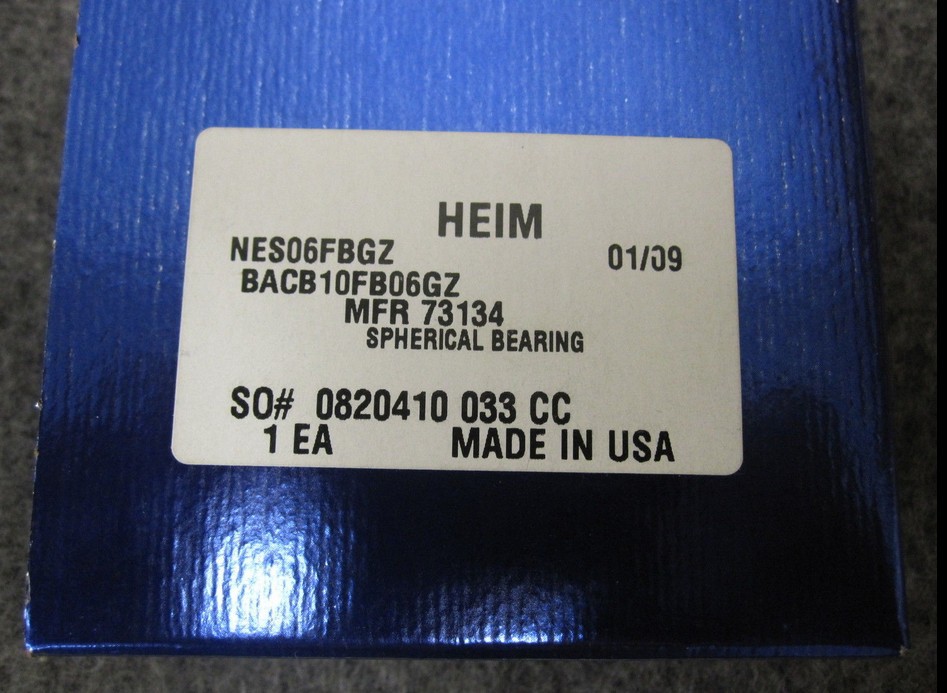 HEIM
NES06FBGZ 01/09
BACB10FB06GZ
MFR 73134
SPHERICAL BEARING
SO# 0820410 033 CC
1 EA MADE IN USA